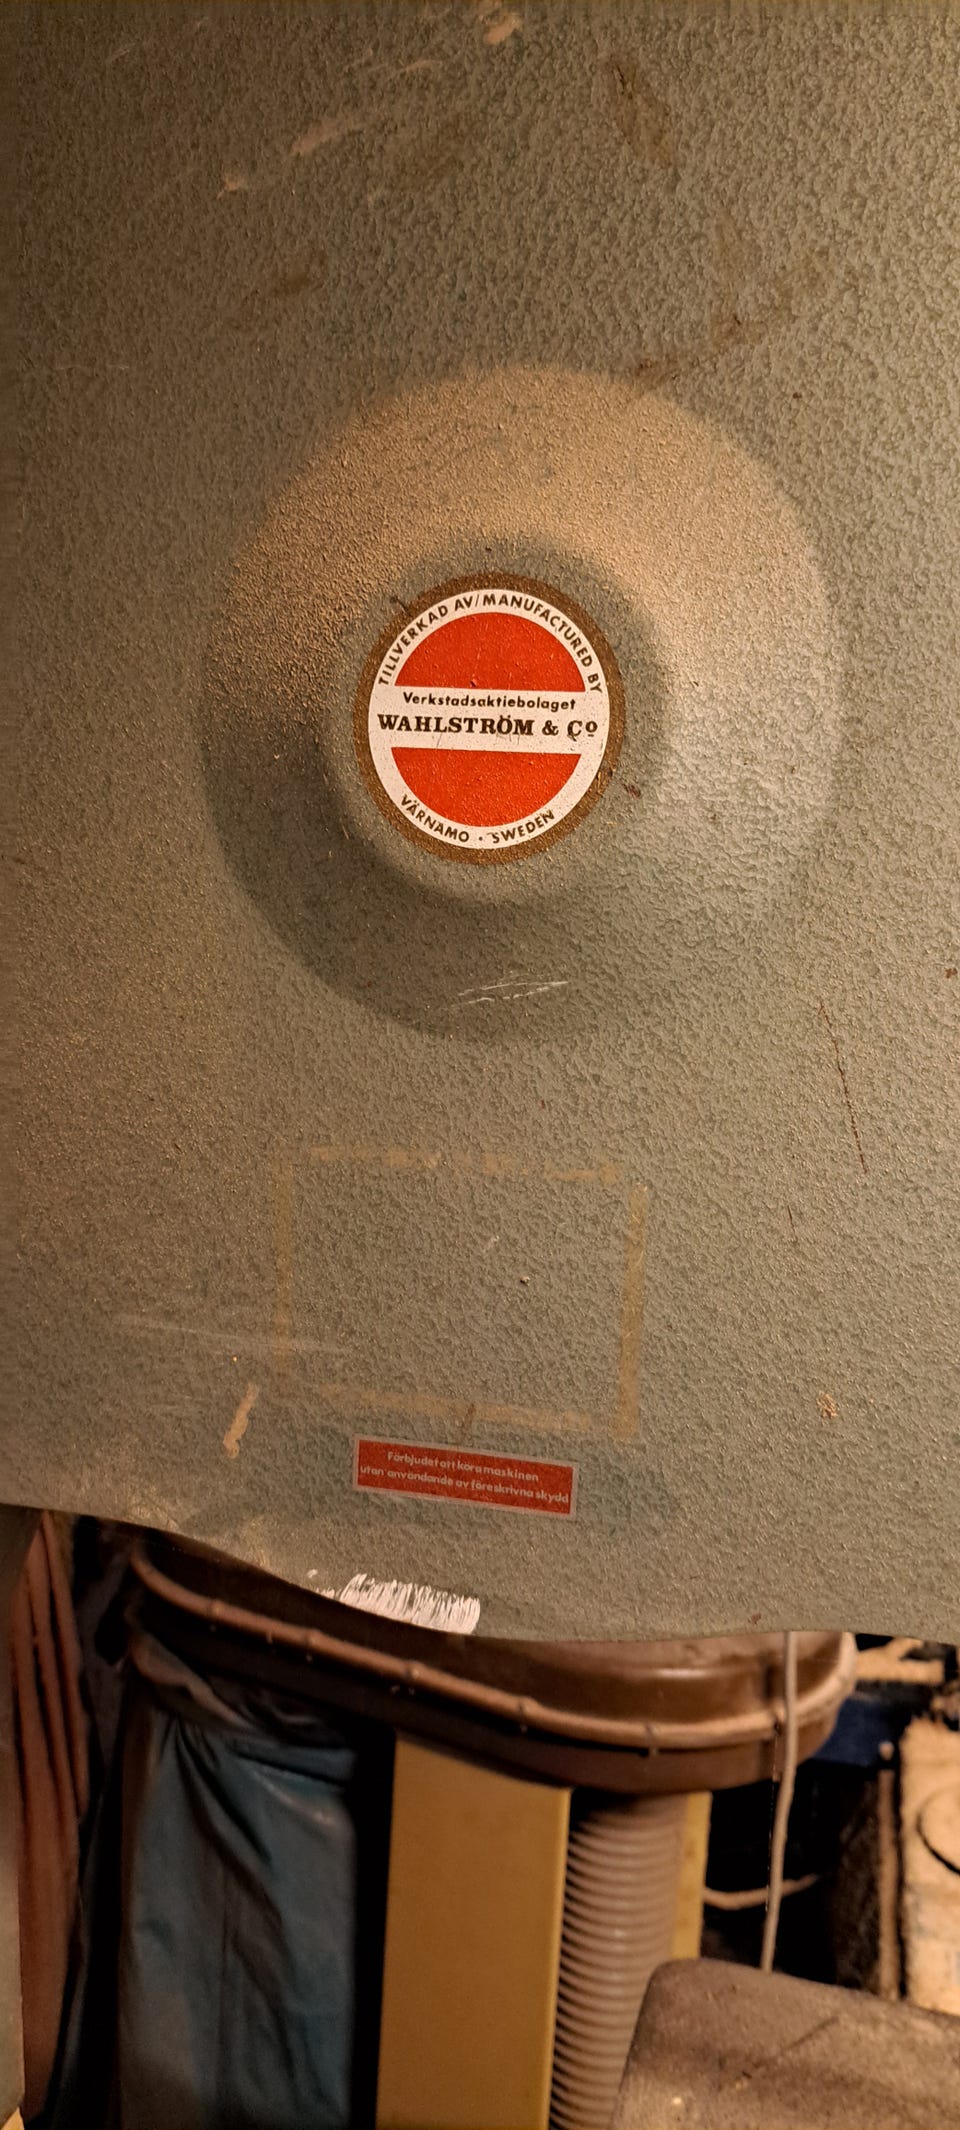 TILLVERKAD AV/MANUFACTURED BY
Verkstadsaktiebolaget
WAHLSTRÖM & Cº
VÄRNAMO · SWEDEN
Förbjudet att köra maskinen
utan användande av föreskrivna skydd